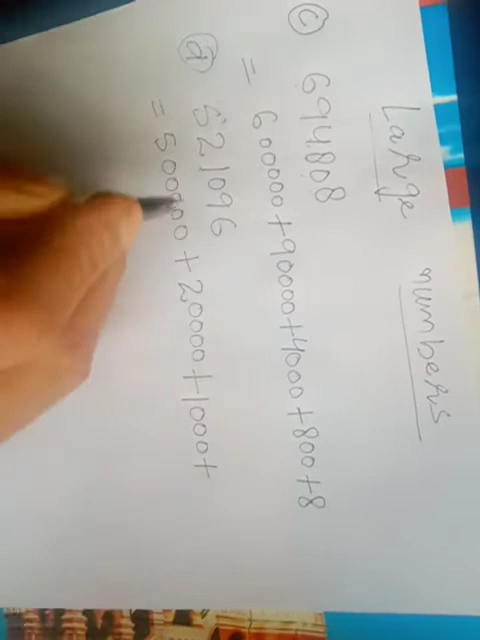 Large numbers
c 694808
= 600000+90000+4000+800+8
d 521096
= 500000+20000+1000+